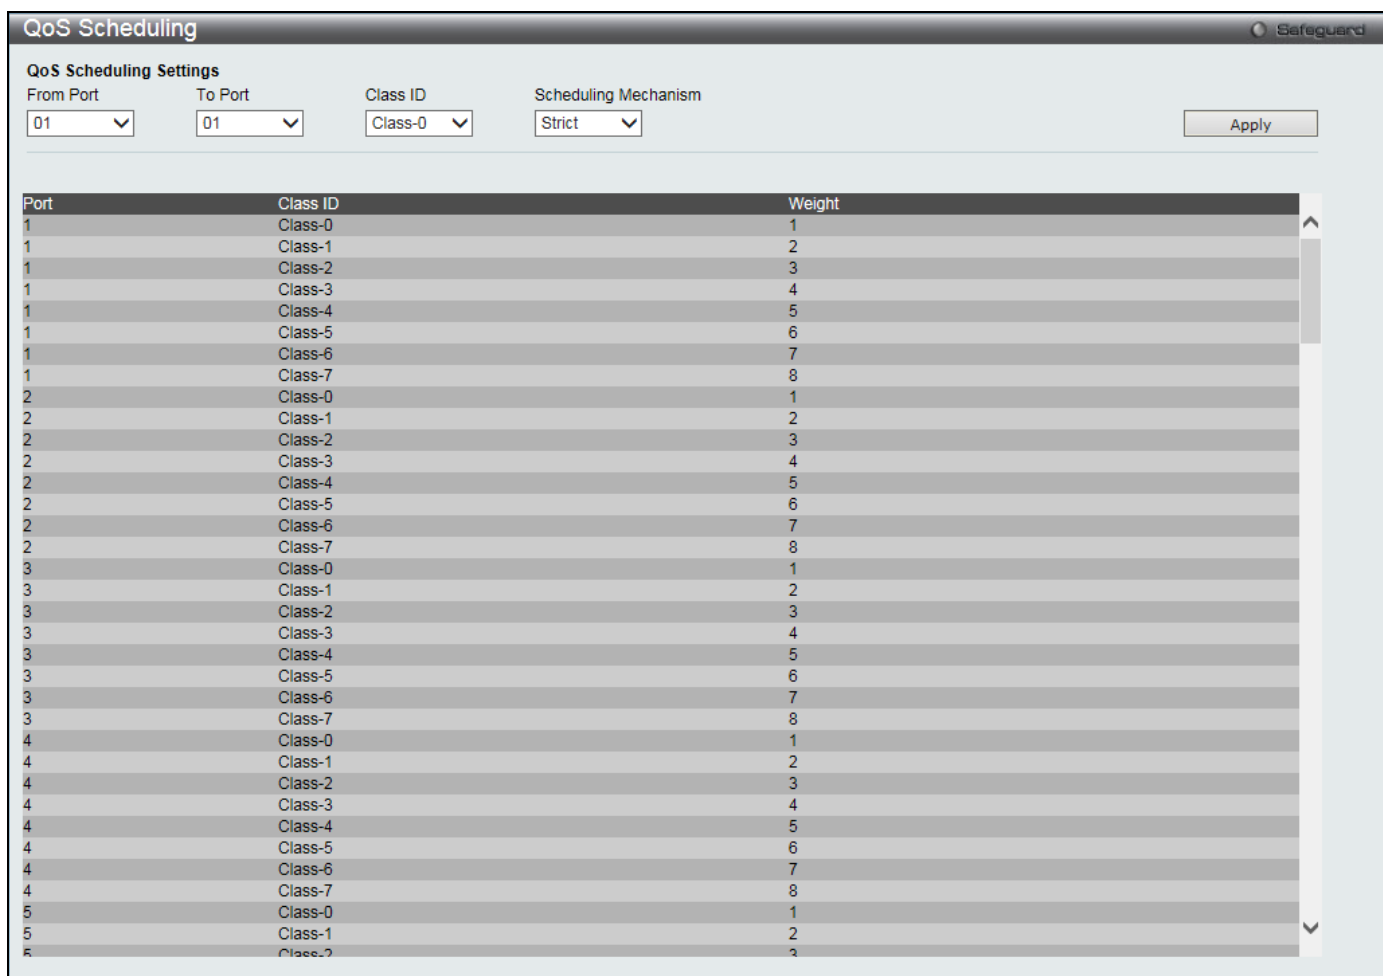 QoS Scheduling
Safeguard
QoS Scheduling Settings
From Port To Port Class ID Scheduling Mechanism
01 01 Class-0 Strict Apply
Port Class ID Weight
1 Class-0 1
1 Class-1 2
1 Class-2 3
1 Class-3 4
1 Class-4 5
1 Class-5 6
1 Class-6 7
1 Class-7 8
2 Class-0 1
2 Class-1 2
2 Class-2 3
2 Class-3 4
2 Class-4 5
2 Class-5 6
2 Class-6 7
2 Class-7 8
3 Class-0 1
3 Class-1 2
3 Class-2 3
3 Class-3 4
3 Class-4 5
3 Class-5 6
3 Class-6 7
3 Class-7 8
4 Class-0 1
4 Class-1 2
4 Class-2 3
4 Class-3 4
4 Class-4 5
4 Class-5 6
4 Class-6 7
4 Class-7 8
5 Class-0 1
5 Class-1 2
5 Class-2 3